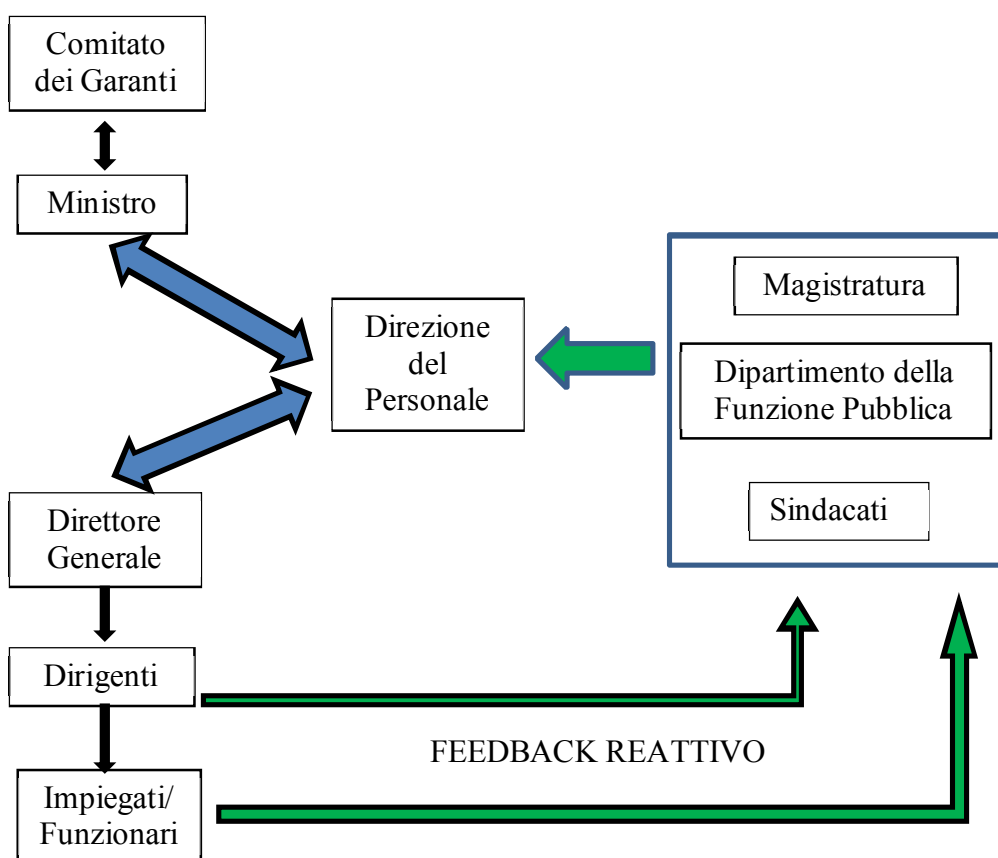 Comitato
dei Garanti
Ministro
Direzione
del
Personale
Magistratura
Dipartimento della
Funzione Pubblica
Sindacati
Direttore
Generale
Dirigenti
FEEDBACK REATTIVO
Impiegati/
Funzionari